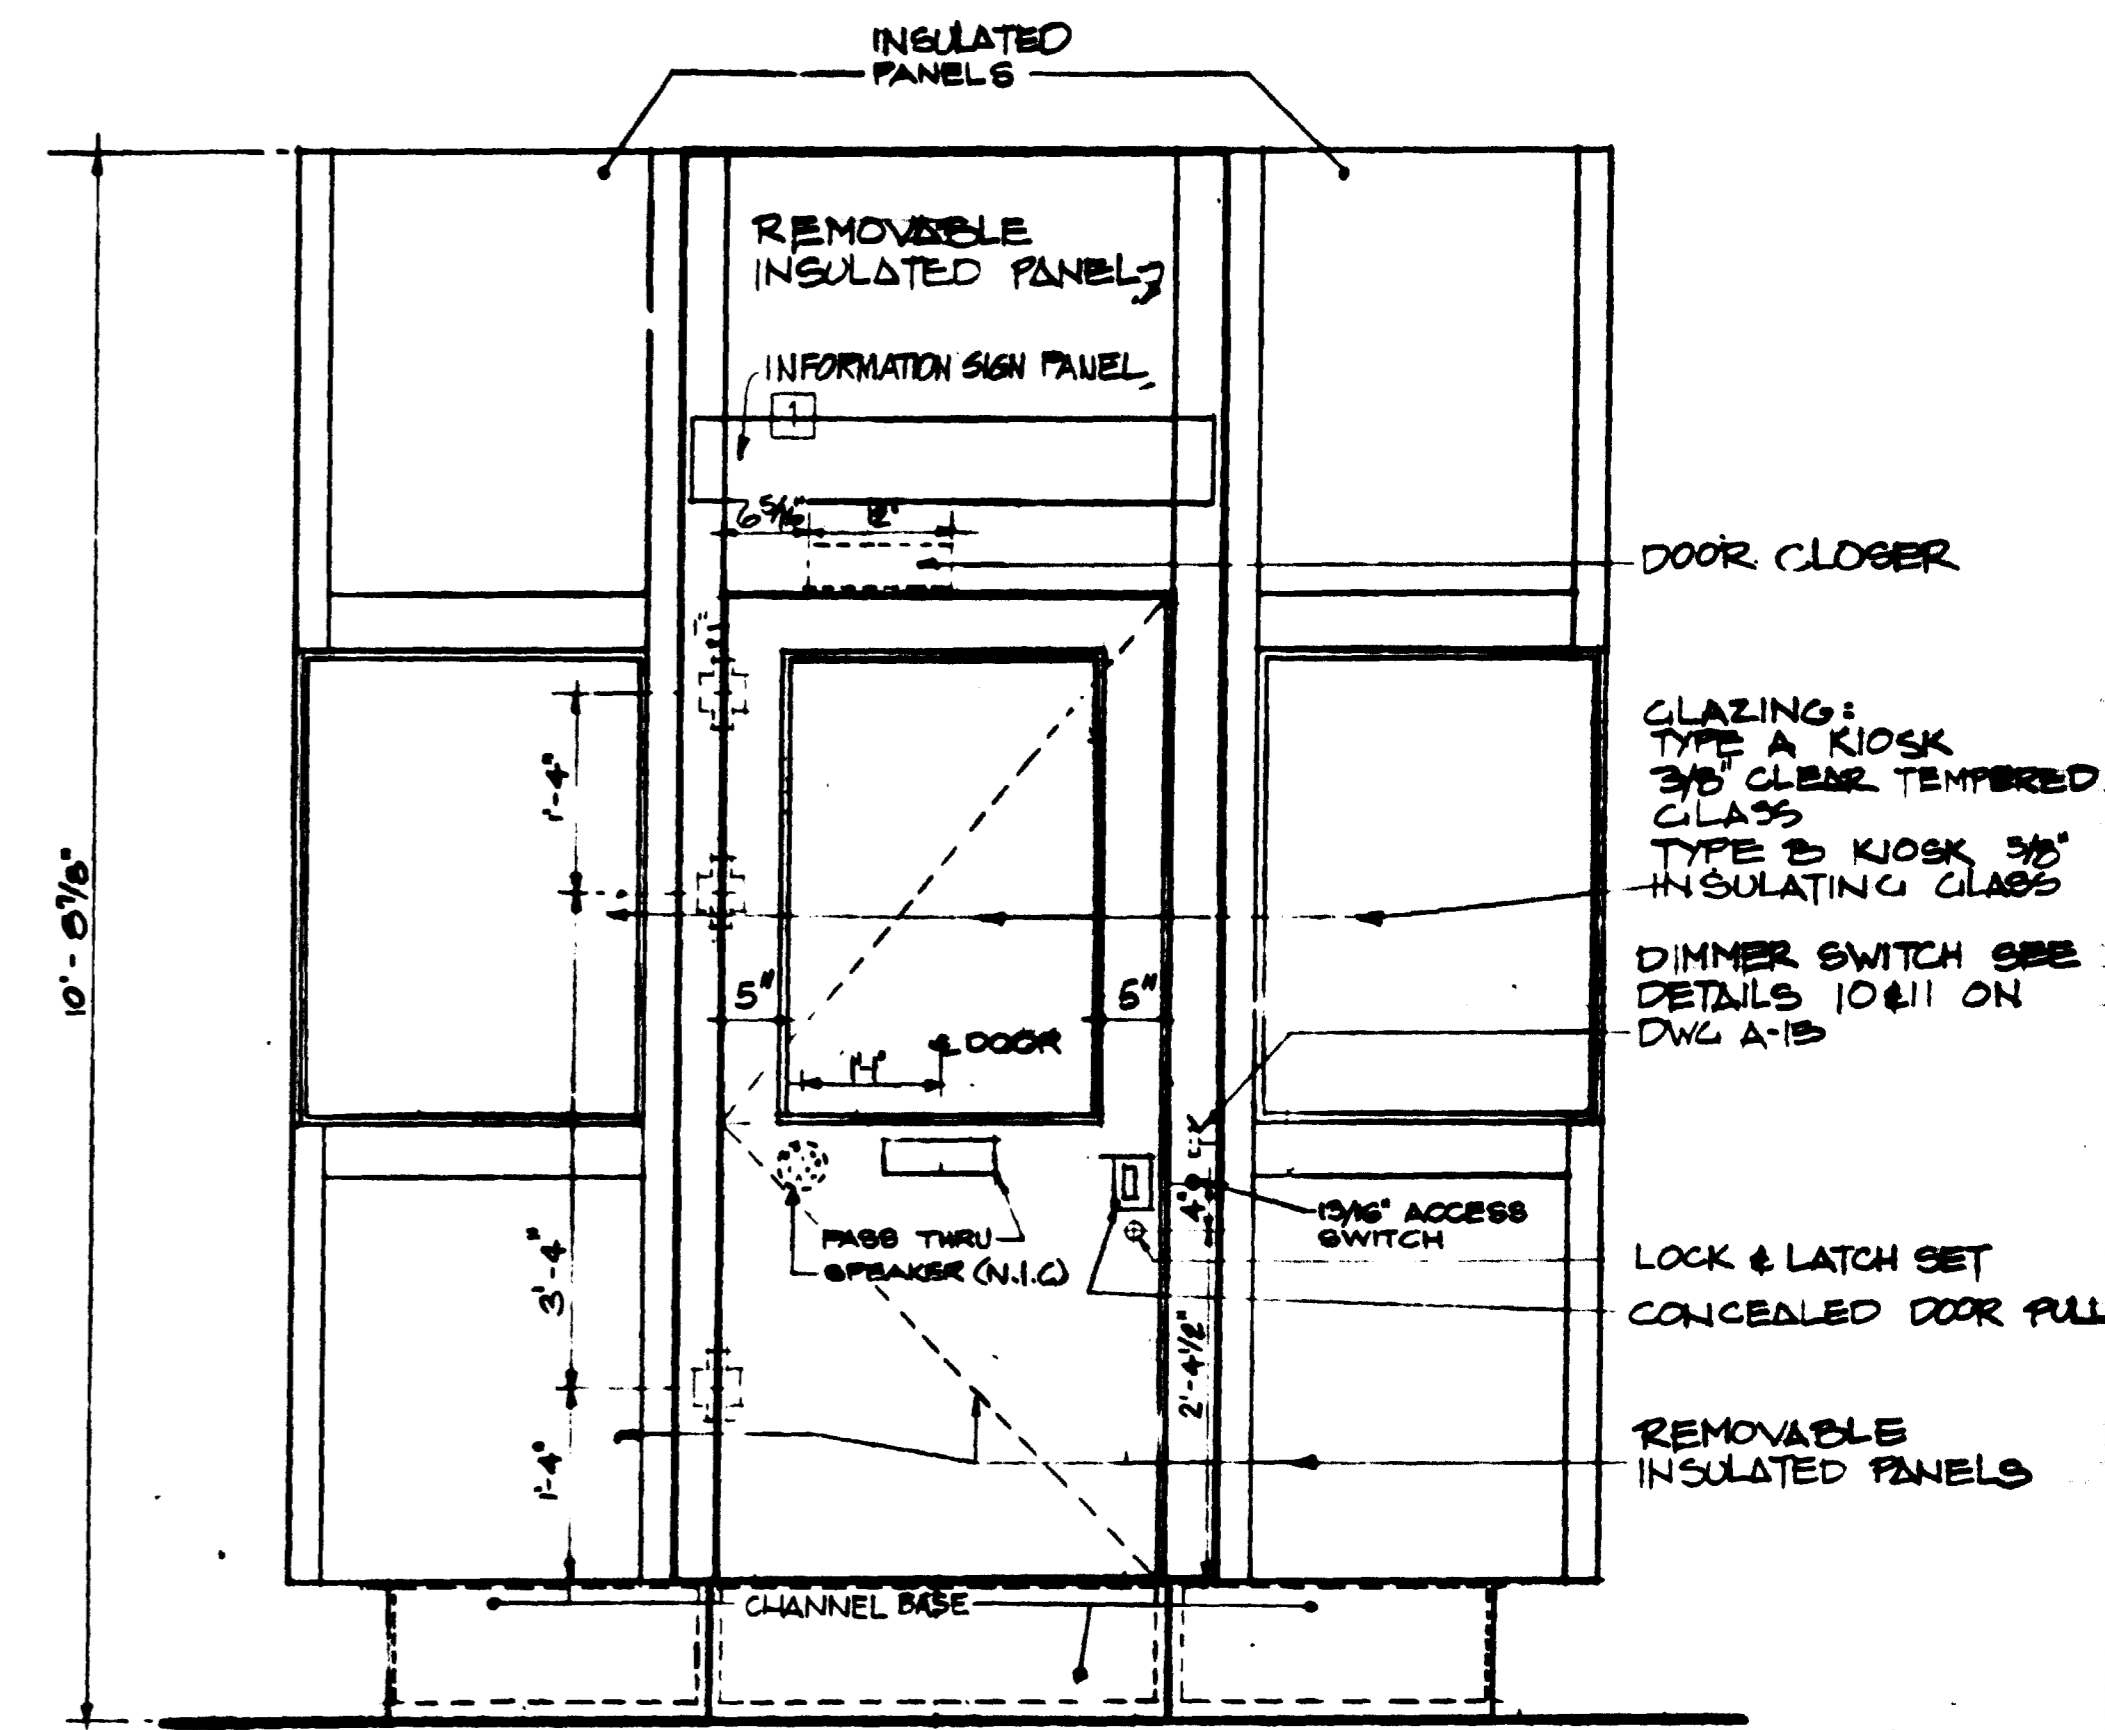 INSULATED
PANELS
REMOVABLE
INSULATED PANEL
INFORMATION SIGN PANEL
1
6 5/16"
12"
DOOR CLOSER
1'-4"
GLAZING:
TYPE A KIOSK
3/8" CLEAR TEMPERED
GLASS
TYPE B KIOSK 5/8"
INSULATING GLASS
10'-8 7/8"
DIMMER SWITCH SEE
DETAILS 10 & 11 ON
DWG A-13
5"
5"
℄ DOOR
1'-1"
4"
13/16" ACCESS
SWITCH
PASS THRU
SPEAKER (N.I.C)
3'-4"
LOCK & LATCH SET
CONCEALED DOOR PULL
2'-4 1/2"
1'-4"
REMOVABLE
INSULATED PANELS
CHANNEL BASE